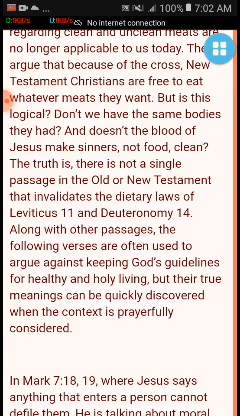 100% 7:02 AM
0:0KB/s U:0KB/s No internet connection
regarding clean and unclean meats are
no longer applicable to us today. The
argue that because of the cross, New
Testament Christians are free to eat
whatever meats they want. But is this
logical? Don't we have the same bodies
they had? And doesn't the blood of
Jesus make sinners, not food, clean?
The truth is, there is not a single
passage in the Old or New Testament
that invalidates the dietary laws of
Leviticus 11 and Deuteronomy 14.
Along with other passages, the
following verses are often used to
argue against keeping God's guidelines
for healthy and holy living, but their true
meanings can be quickly discovered
when the context is prayerfully
considered.
In Mark 7:18, 19, where Jesus says
anything that enters a person cannot
defile them, He is talking about moral